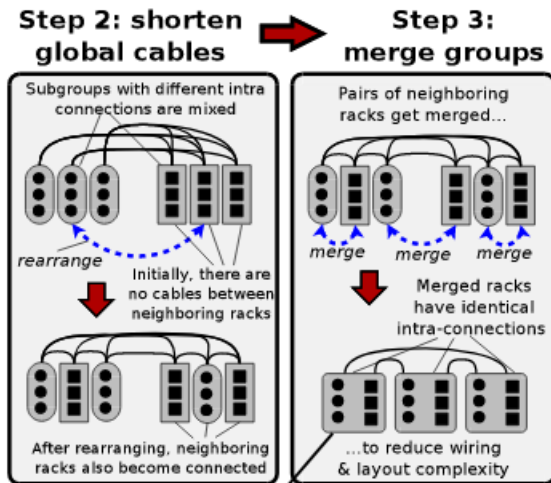 Step 2: shorten
global cables
Subgroups with different intra
connections are mixed
rearrange
Initially, there are
no cables between
neighboring racks
After rearranging, neighboring
racks also become connected
Step 3:
merge groups
Pairs of neighboring
racks get merged...
merge
merge
merge
Merged racks
have identical
intra-connections
...to reduce wiring
& layout complexity